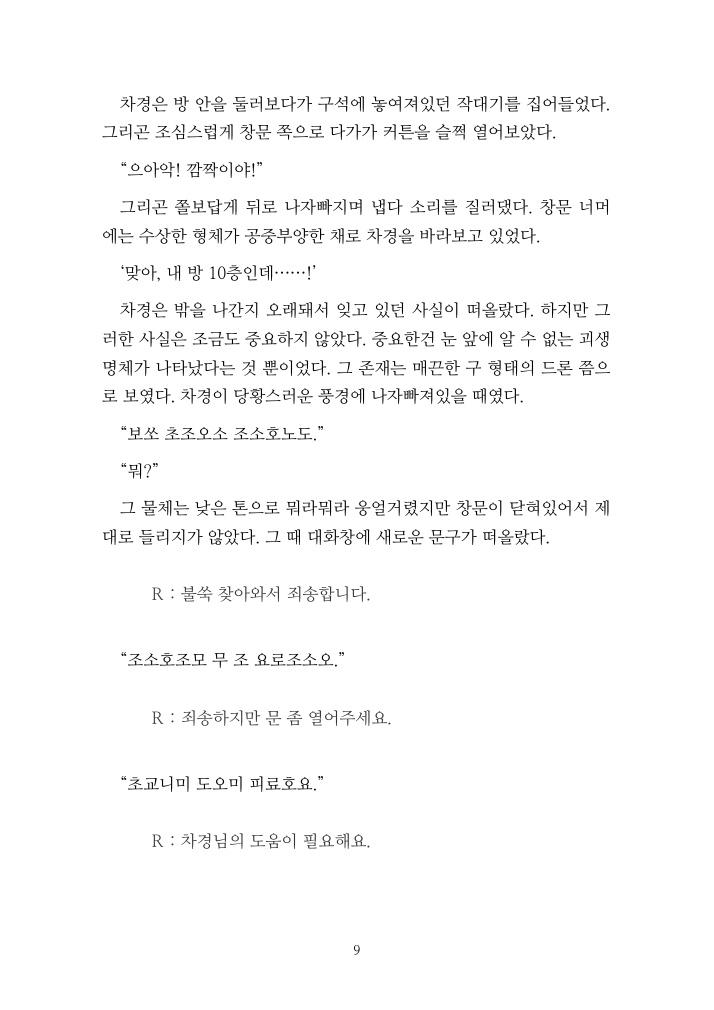 차경은 방 안을 둘러보다가 구석에 놓여져있던 작대기를 집어들었다.
그리곤 조심스럽게 창문 쪽으로 다가가 커튼을 슬쩍 열어보았다.
“으아악! 깜짝이야!”
그리곤 쫄보답게 뒤로 나자빠지며 냅다 소리를 질러댔다. 창문 너머
에는 수상한 형체가 공중부양한 채로 차경을 바라보고 있었다.
‘맞아, 내 방 10층인데……!’
차경은 밖을 나간지 오래돼서 잊고 있던 사실이 떠올랐다. 하지만 그
러한 사실은 조금도 중요하지 않았다. 중요한건 눈 앞에 알 수 없는 괴생
명체가 나타났다는 것 뿐이었다. 그 존재는 매끈한 구 형태의 드론 쯤으
로 보였다. 차경이 당황스러운 풍경에 나자빠져있을 때였다.
“보쏘 초조오소 조소호노도.”
“뭐?”
그 물체는 낮은 톤으로 뭐라뭐라 웅얼거렸지만 창문이 닫혀있어서 제
대로 들리지가 않았다. 그 때 대화창에 새로운 문구가 떠올랐다.
R : 불쑥 찾아와서 죄송합니다.
“조소호조모 무 조 요로조소오.”
R : 죄송하지만 문 좀 열어주세요.
“초교니미 도오미 피료호요.”
R : 차경님의 도움이 필요해요.
9